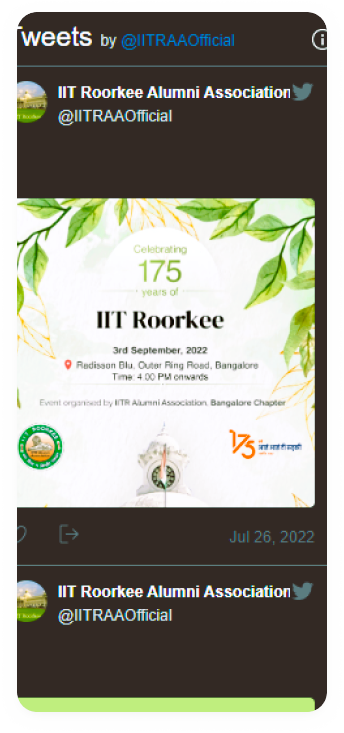 Tweets by @IITRAAOfficial
IIT Roorkee Alumni Association
@IITRAAOfficial
Celebrating
175
years of
IIT Roorkee
3rd September, 2022
Radisson Blu, Outer Ring Road, Bangalore
Time: 4:00 PM onwards
Event organised by IITR Alumni Association, Bangalore Chapter
175
Jul 26, 2022
IIT Roorkee Alumni Association
@IITRAAOfficial